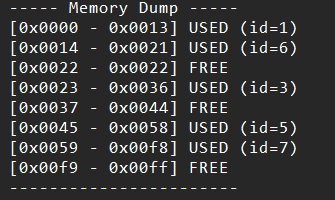 ----- Memory Dump -----
[0x0000 - 0x0013] USED (id=1)
[0x0014 - 0x0021] USED (id=6)
[0x0022 - 0x0022] FREE
[0x0023 - 0x0036] USED (id=3)
[0x0037 - 0x0044] FREE
[0x0045 - 0x0058] USED (id=5)
[0x0059 - 0x00f8] USED (id=7)
[0x00f9 - 0x00ff] FREE
-----------------------